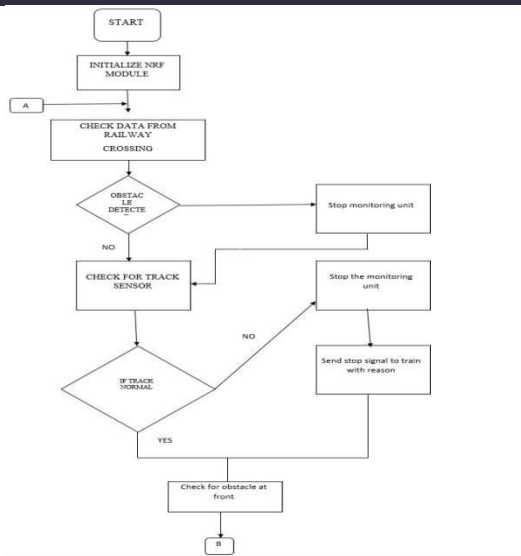 START
INITIALIZE NRF
MODULE
A
CHECK DATA FROM
RAILWAY
CROSSING
OBSTAC
LE
DETECTE
Stop monitoring unit
NO
CHECK FOR TRACK
SENSOR
Stop the monitoring
unit
NO
Send stop signal to train
with reason
IF TRACK
NORMAL
YES
Check for obstacle at
front
B